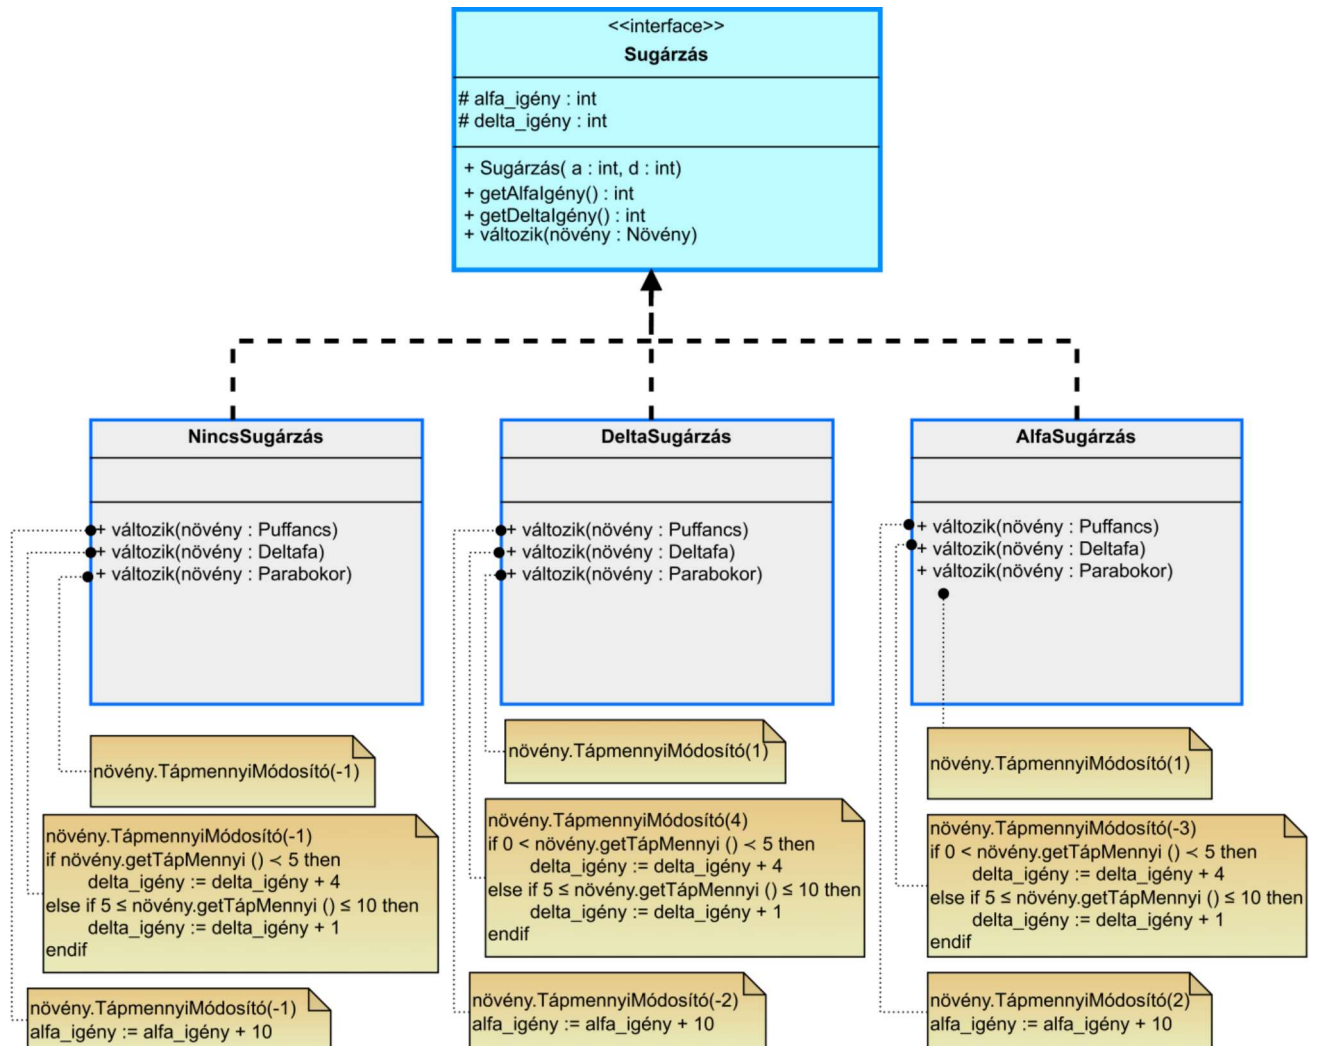 <<interface>>
Sugárzás
# alfa_igény : int
# delta_igény : int
+ Sugárzás( a : int, d : int)
+ getAlfaIgény() : int
+ getDeltaIgény() : int
+ változik(növény : Növény)
NincsSugárzás
+ változik(növény : Puffancs)
+ változik(növény : Deltafa)
+ változik(növény : Parabokor)
DeltaSugárzás
+ változik(növény : Puffancs)
+ változik(növény : Deltafa)
+ változik(növény : Parabokor)
AlfaSugárzás
+ változik(növény : Puffancs)
+ változik(növény : Deltafa)
+ változik(növény : Parabokor)
növény.TápmennyiMódosító(-1)
növény.TápmennyiMódosító(-1)
if növény.getTápMennyi () < 5 then
delta_igény := delta_igény + 4
else if 5 ≤ növény.getTápMennyi () ≤ 10 then
delta_igény := delta_igény + 1
endif
növény.TápmennyiMódosító(-1)
alfa_igény := alfa_igény + 10
növény.TápmennyiMódosító(1)
növény.TápmennyiMódosító(4)
if 0 < növény.getTápMennyi () < 5 then
delta_igény := delta_igény + 4
else if 5 ≤ növény.getTápMennyi () ≤ 10 then
delta_igény := delta_igény + 1
endif
növény.TápmennyiMódosító(-2)
alfa_igény := alfa_igény + 10
növény.TápmennyiMódosító(1)
növény.TápmennyiMódosító(-3)
if 0 < növény.getTápMennyi () < 5 then
delta_igény := delta_igény + 4
else if 5 ≤ növény.getTápMennyi () ≤ 10 then
delta_igény := delta_igény + 1
endif
növény.TápmennyiMódosító(2)
alfa_igény := alfa_igény + 10